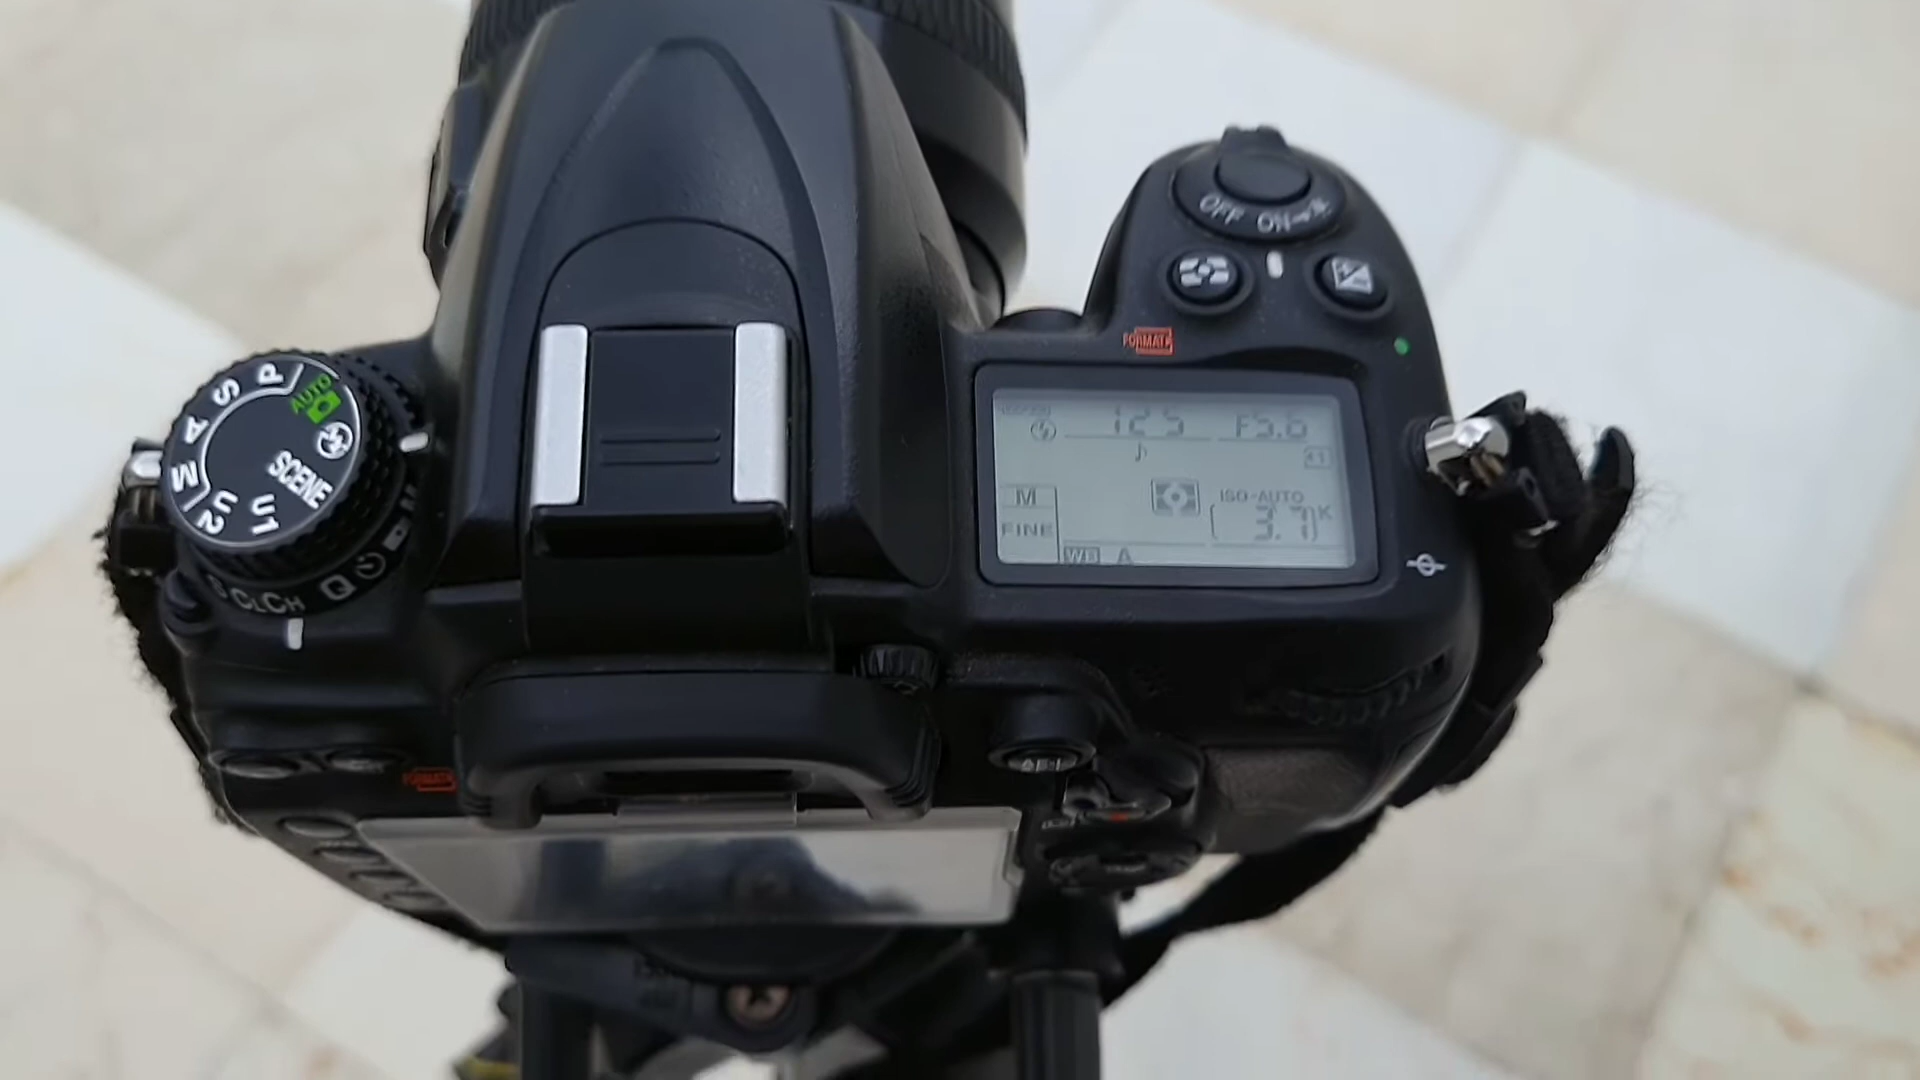 OFF ON
FORMAT
AUTO
P
S
A
M
U2
U1
SCENE
125 F5.6
M
ISO-AUTO
[3.7]K
FINE
WB A
S CL CH Q
M
FORMAT